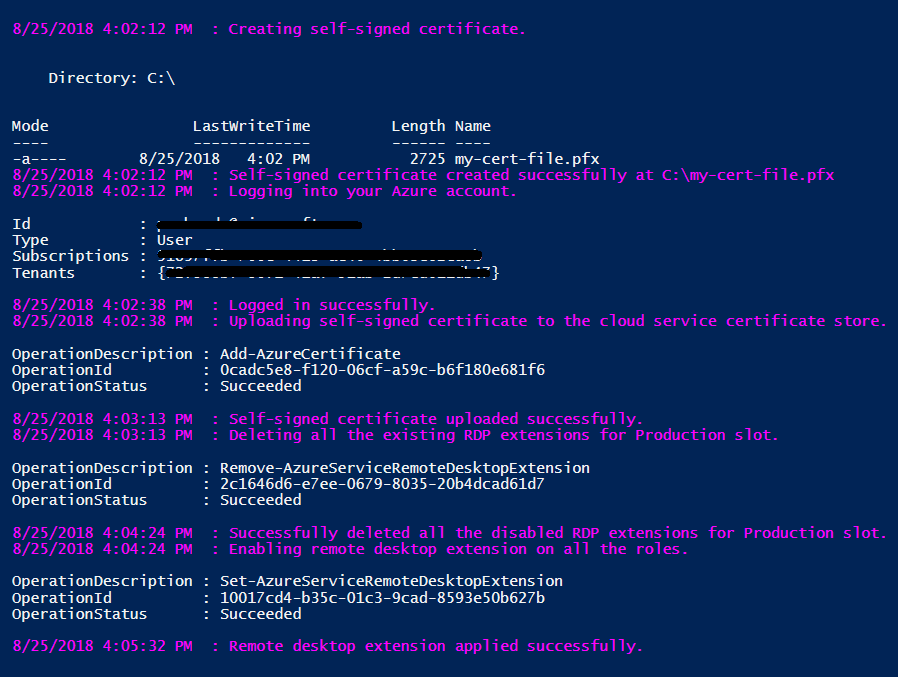 8/25/2018 4:02:12 PM  : Creating self-signed certificate.
Directory: C:\
Mode                LastWriteTime         Length Name
----                -------------         ------ ----
-a----        8/25/2018   4:02 PM           2725 my-cert-file.pfx
8/25/2018 4:02:12 PM  : Self-signed certificate created successfully at C:\my-cert-file.pfx
8/25/2018 4:02:12 PM  : Logging into your Azure account.
Id            :
Type          : User
Subscriptions :
Tenants       : { }
8/25/2018 4:02:38 PM  : Logged in successfully.
8/25/2018 4:02:38 PM  : Uploading self-signed certificate to the cloud service certificate store.
OperationDescription : Add-AzureCertificate
OperationId          : 0cadc5e8-f120-06cf-a59c-b6f180e681f6
OperationStatus      : Succeeded
8/25/2018 4:03:13 PM  : Self-signed certificate uploaded successfully.
8/25/2018 4:03:13 PM  : Deleting all the existing RDP extensions for Production slot.
OperationDescription : Remove-AzureServiceRemoteDesktopExtension
OperationId          : 2c1646d6-e7ee-0679-8035-20b4dcad61d7
OperationStatus      : Succeeded
8/25/2018 4:04:24 PM  : Successfully deleted all the disabled RDP extensions for Production slot.
8/25/2018 4:04:24 PM  : Enabling remote desktop extension on all the roles.
OperationDescription : Set-AzureServiceRemoteDesktopExtension
OperationId          : 10017cd4-b35c-01c3-9cad-8593e50b627b
OperationStatus      : Succeeded
8/25/2018 4:05:32 PM  : Remote desktop extension applied successfully.